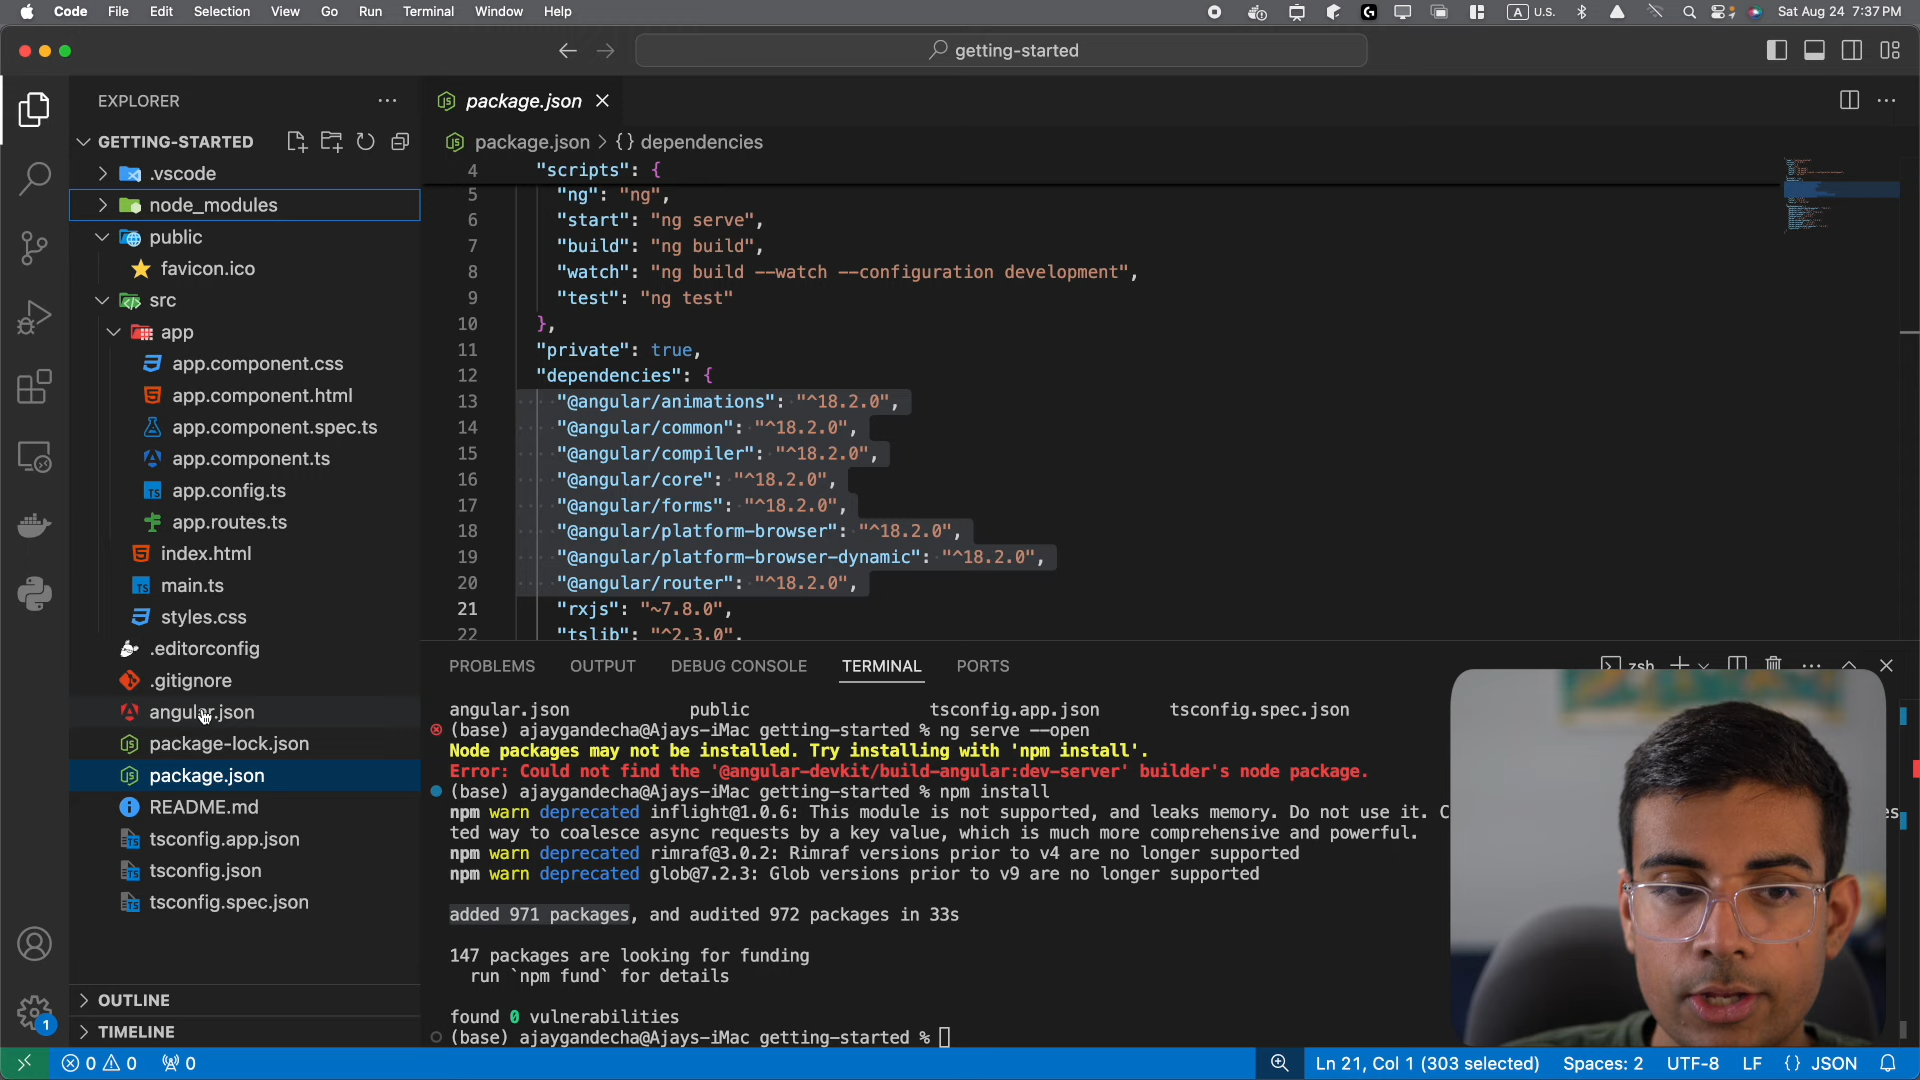 Code File Edit Selection View Go Run Terminal Window Help
A U.S. Sat Aug 24 7:37 PM
getting-started
EXPLORER
GETTING-STARTED
.vscode
node_modules
public
favicon.ico
src
app
app.component.css
app.component.html
app.component.spec.ts
app.component.ts
app.config.ts
app.routes.ts
index.html
main.ts
styles.css
.editorconfig
.gitignore
angular.json
package-lock.json
package.json
README.md
tsconfig.app.json
tsconfig.json
tsconfig.spec.json
OUTLINE
TIMELINE
1
package.json
package.json > {} dependencies
4 "scripts": {
5 "ng": "ng",
6 "start": "ng serve",
7 "build": "ng build",
8 "watch": "ng build --watch --configuration development",
9 "test": "ng test"
10 },
11 "private": true,
12 "dependencies": {
13 "@angular/animations": "^18.2.0",
14 "@angular/common": "^18.2.0",
15 "@angular/compiler": "^18.2.0",
16 "@angular/core": "^18.2.0",
17 "@angular/forms": "^18.2.0",
18 "@angular/platform-browser": "^18.2.0",
19 "@angular/platform-browser-dynamic": "^18.2.0",
20 "@angular/router": "^18.2.0",
21 "rxjs": "~7.8.0",
22 "tslib": "^2.3.0",
PROBLEMS OUTPUT DEBUG CONSOLE TERMINAL PORTS
zsh
angular.json public tsconfig.app.json tsconfig.spec.json
(base) ajaygandecha@Ajays-iMac getting-started % ng serve --open
Node packages may not be installed. Try installing with 'npm install'.
Error: Could not find the '@angular-devkit/build-angular:dev-server' builder's node package.
(base) ajaygandecha@Ajays-iMac getting-started % npm install
npm warn deprecated inflight@1.0.6: This module is not supported, and leaks memory. Do not use it. C
ted way to coalesce async requests by a key value, which is much more comprehensive and powerful.
npm warn deprecated rimraf@3.0.2: Rimraf versions prior to v4 are no longer supported
npm warn deprecated glob@7.2.3: Glob versions prior to v9 are no longer supported
added 971 packages, and audited 972 packages in 33s
147 packages are looking for funding
run `npm fund` for details
found 0 vulnerabilities
(base) ajaygandecha@Ajays-iMac getting-started %
0 0 0 Ln 21, Col 1 (303 selected) Spaces: 2 UTF-8 LF {} JSON